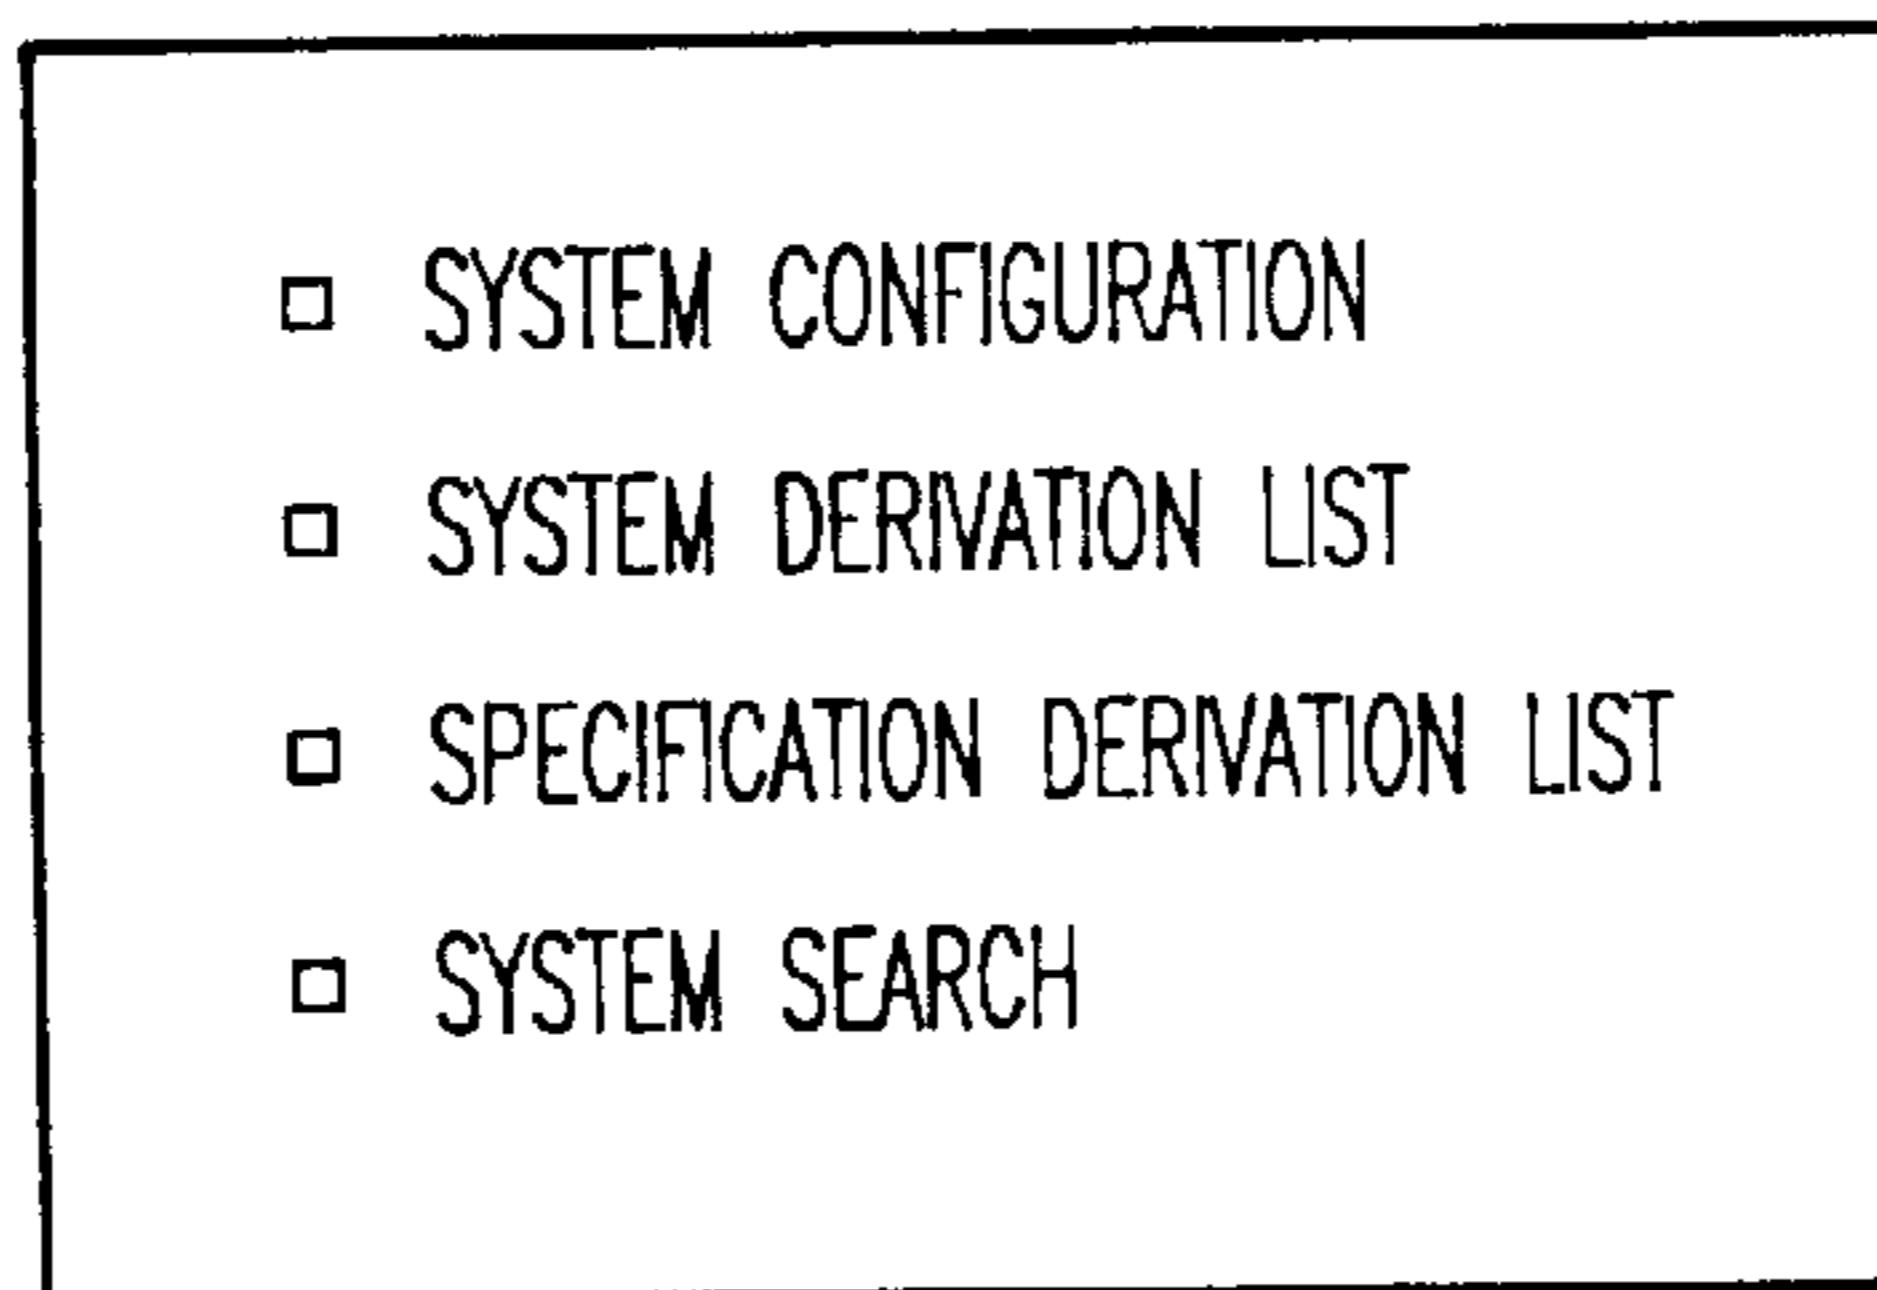 □ SYSTEM CONFIGURATION
□ SYSTEM DERIVATION LIST
□ SPECIFICATION DERIVATION LIST
□ SYSTEM SEARCH